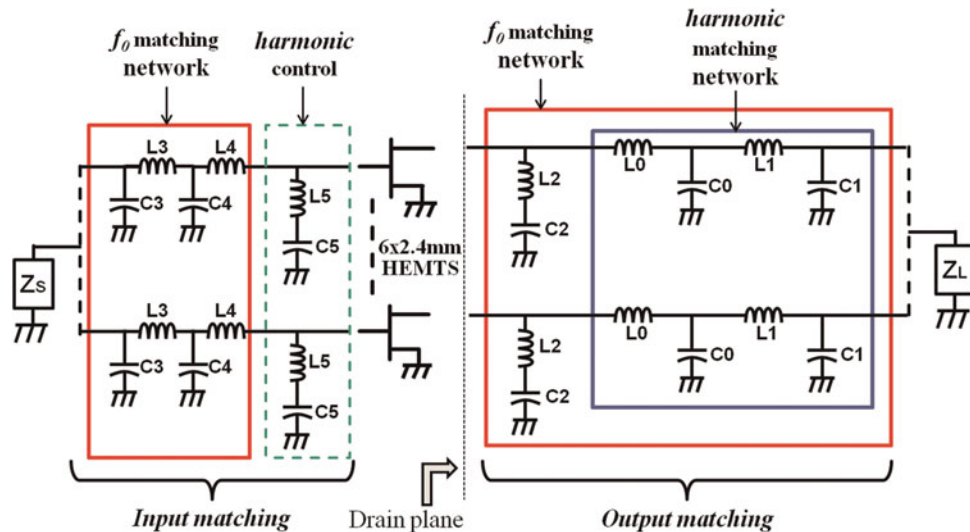 f0 matching
network
harmonic
control
f0 matching
network
harmonic
matching
network
L3
L4
C3
C4
L5
C5
ZS
6x2.4mm
HEMTS
L3
L4
C3
C4
L5
C5
L2
C2
L0
L1
C0
C1
ZL
L2
C2
L0
L1
C0
C1
Input matching
Drain plane
Output matching